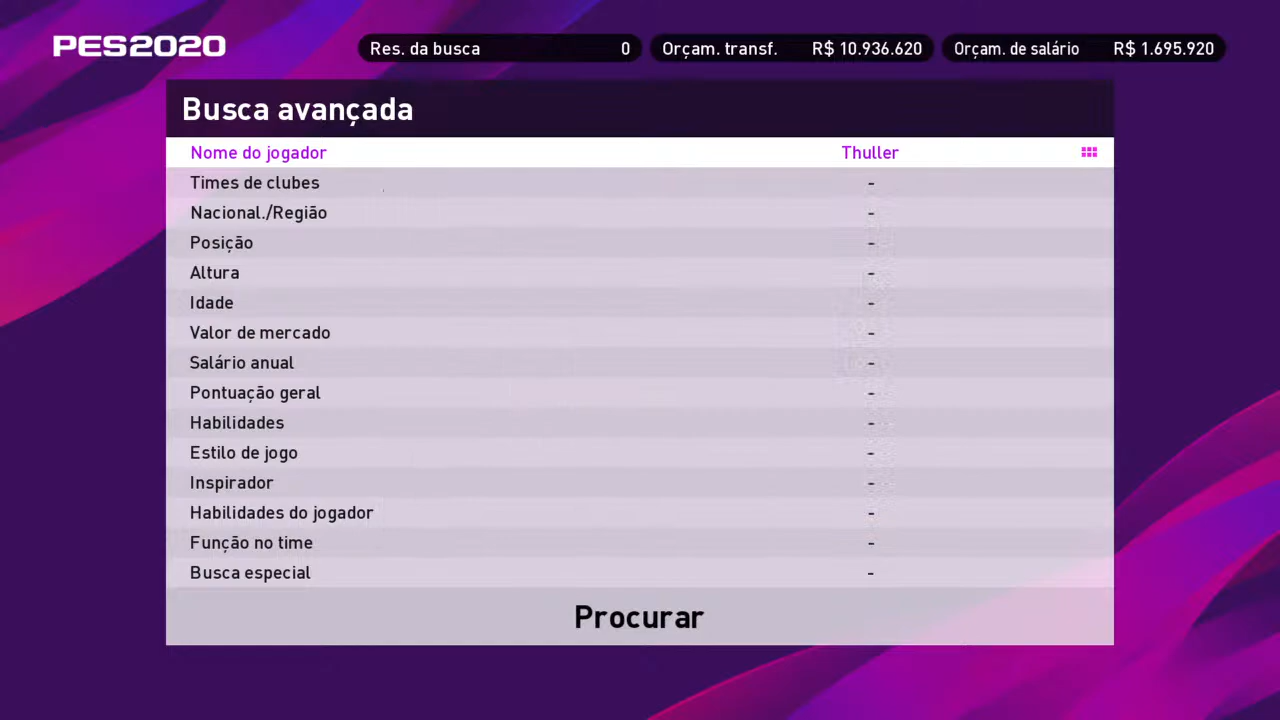 PES2020
Res. da busca 0 Orçam. transf. R$ 10.936.620 Orçam. de salário R$ 1.695.920
Busca avançada
Nome do jogador Thuller
Times de clubes -
Nacional./Região -
Posição -
Altura -
Idade -
Valor de mercado -
Salário anual -
Pontuação geral -
Habilidades -
Estilo de jogo -
Inspirador -
Habilidades do jogador -
Função no time -
Busca especial -
Procurar